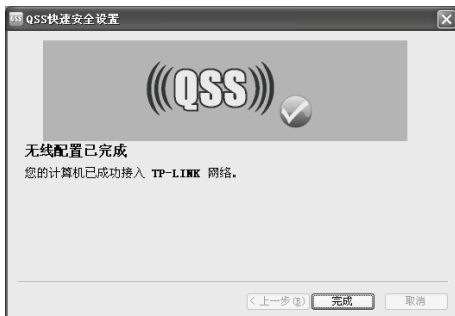 QSS快速安全设置
QSS
无线配置已完成
您的计算机已成功接入 TP-LINK 网络。
< 上一步(B) 完成 取消